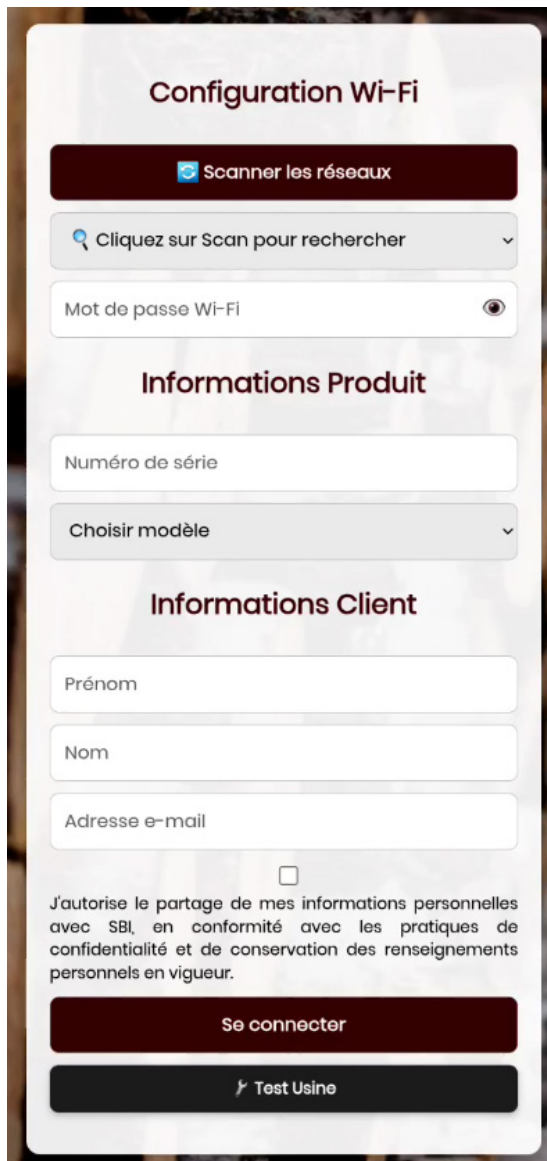 Configuration Wi-Fi
Scanner les réseaux
Cliquez sur Scan pour rechercher
Mot de passe Wi-Fi
Informations Produit
Numéro de série
Choisir modèle
Informations Client
Prénom
Nom
Adresse e-mail
J'autorise le partage de mes informations personnelles
avec SBI, en conformité avec les pratiques de
confidentialité et de conservation des renseignements
personnels en vigueur.
Se connecter
Test Usine